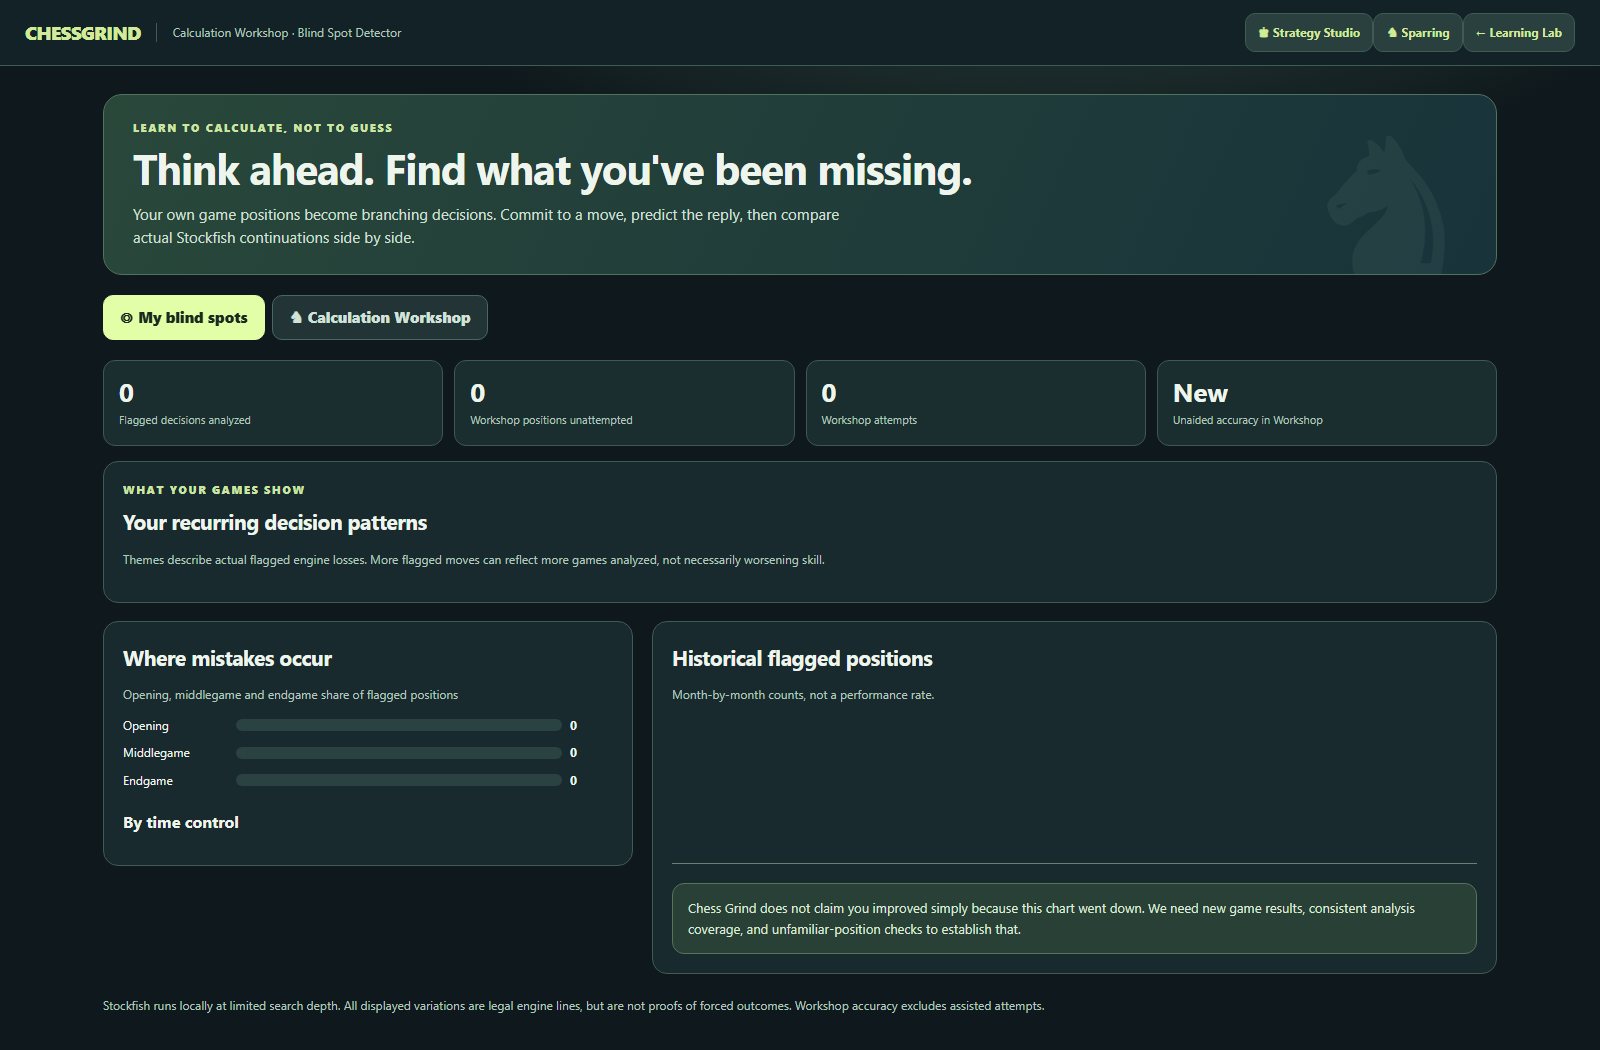 CHESSGRIND
Calculation Workshop · Blind Spot Detector
♚ Strategy Studio
♞ Sparring
← Learning Lab
LEARN TO CALCULATE, NOT TO GUESS
Think ahead. Find what you've been missing.
Your own game positions become branching decisions. Commit to a move, predict the reply, then compare
actual Stockfish continuations side by side.
◎ My blind spots
♞ Calculation Workshop
0
Flagged decisions analyzed
0
Workshop positions unattempted
0
Workshop attempts
New
Unaided accuracy in Workshop
WHAT YOUR GAMES SHOW
Your recurring decision patterns
Themes describe actual flagged engine losses. More flagged moves can reflect more games analyzed, not necessarily worsening skill.
Where mistakes occur
Opening, middlegame and endgame share of flagged positions
Opening 0
Middlegame 0
Endgame 0
By time control
Historical flagged positions
Month-by-month counts, not a performance rate.
Chess Grind does not claim you improved simply because this chart went down. We need new game results, consistent analysis
coverage, and unfamiliar-position checks to establish that.
Stockfish runs locally at limited search depth. All displayed variations are legal engine lines, but are not proofs of forced outcomes. Workshop accuracy excludes assisted attempts.